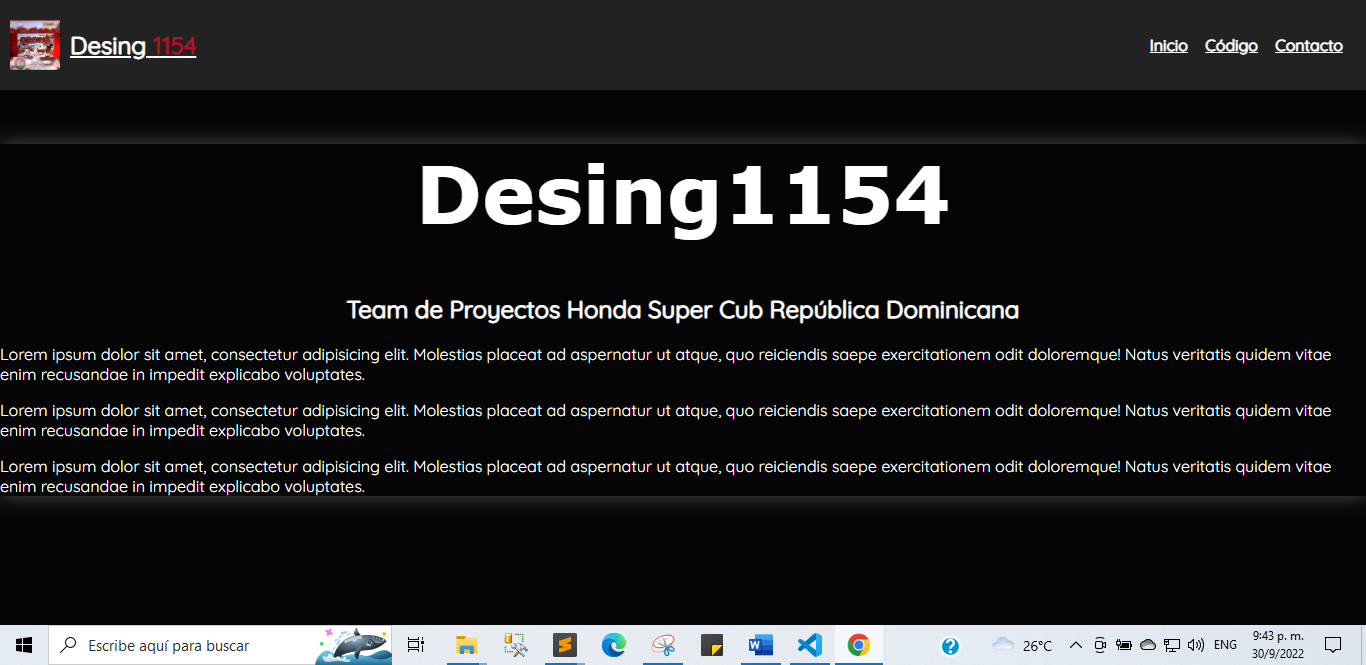 Desing 1154
Inicio Código Contacto
Desing1154
Team de Proyectos Honda Super Cub República Dominicana
Lorem ipsum dolor sit amet, consectetur adipisicing elit. Molestias placeat ad aspernatur ut atque, quo reiciendis saepe exercitationem odit doloremque! Natus veritatis quidem vitae
enim recusandae in impedit explicabo voluptates.
Lorem ipsum dolor sit amet, consectetur adipisicing elit. Molestias placeat ad aspernatur ut atque, quo reiciendis saepe exercitationem odit doloremque! Natus veritatis quidem vitae
enim recusandae in impedit explicabo voluptates.
Lorem ipsum dolor sit amet, consectetur adipisicing elit. Molestias placeat ad aspernatur ut atque, quo reiciendis saepe exercitationem odit doloremque! Natus veritatis quidem vitae
enim recusandae in impedit explicabo voluptates.
Escribe aquí para buscar
26°C
ENG
9:43 p. m.
30/9/2022